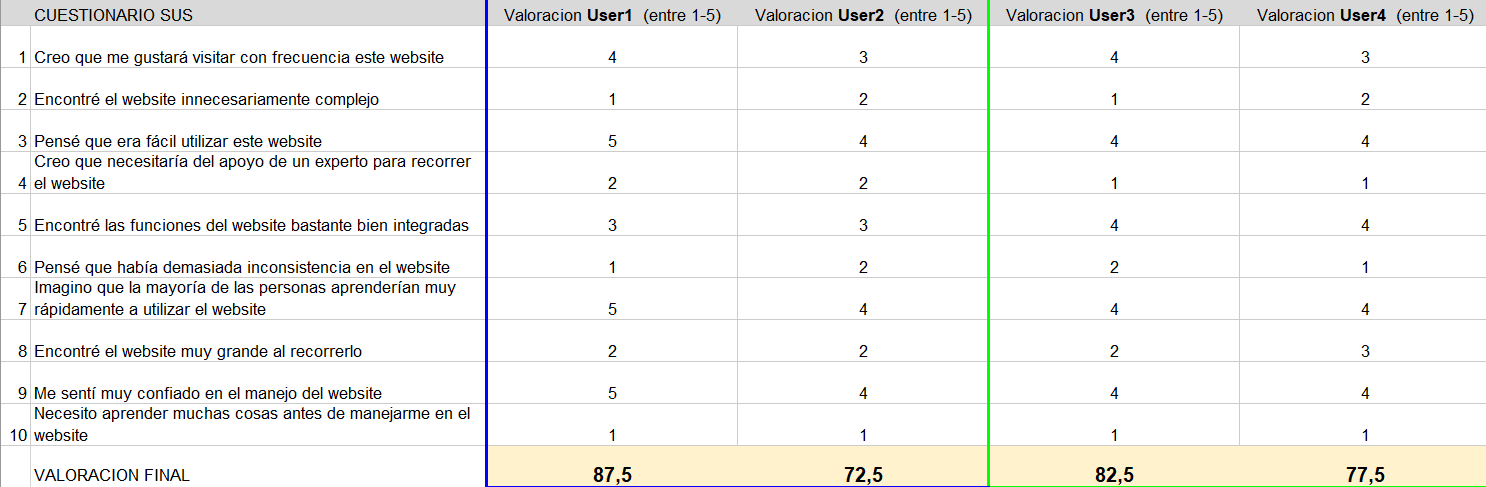 CUESTIONARIO SUS Valoracion User1 (entre 1-5) Valoracion User2 (entre 1-5) Valoracion User3 (entre 1-5) Valoracion User4 (entre 1-5)
1 Creo que me gustará visitar con frecuencia este website 4 3 4 3
2 Encontré el website innecesariamente complejo 1 2 1 2
3 Pensé que era fácil utilizar este website 5 4 4 4
Creo que necesitaría del apoyo de un experto para recorrer
4 el website 2 2 1 1
5 Encontré las funciones del website bastante bien integradas 3 3 4 4
6 Pensé que había demasiada inconsistencia en el website 1 2 2 1
Imagino que la mayoría de las personas aprenderían muy
7 rápidamente a utilizar el website 5 4 4 4
8 Encontré el website muy grande al recorrerlo 2 2 2 3
9 Me sentí muy confiado en el manejo del website 5 4 4 4
Necesito aprender muchas cosas antes de manejarme en el
10 website 1 1 1 1
VALORACION FINAL 87,5 72,5 82,5 77,5